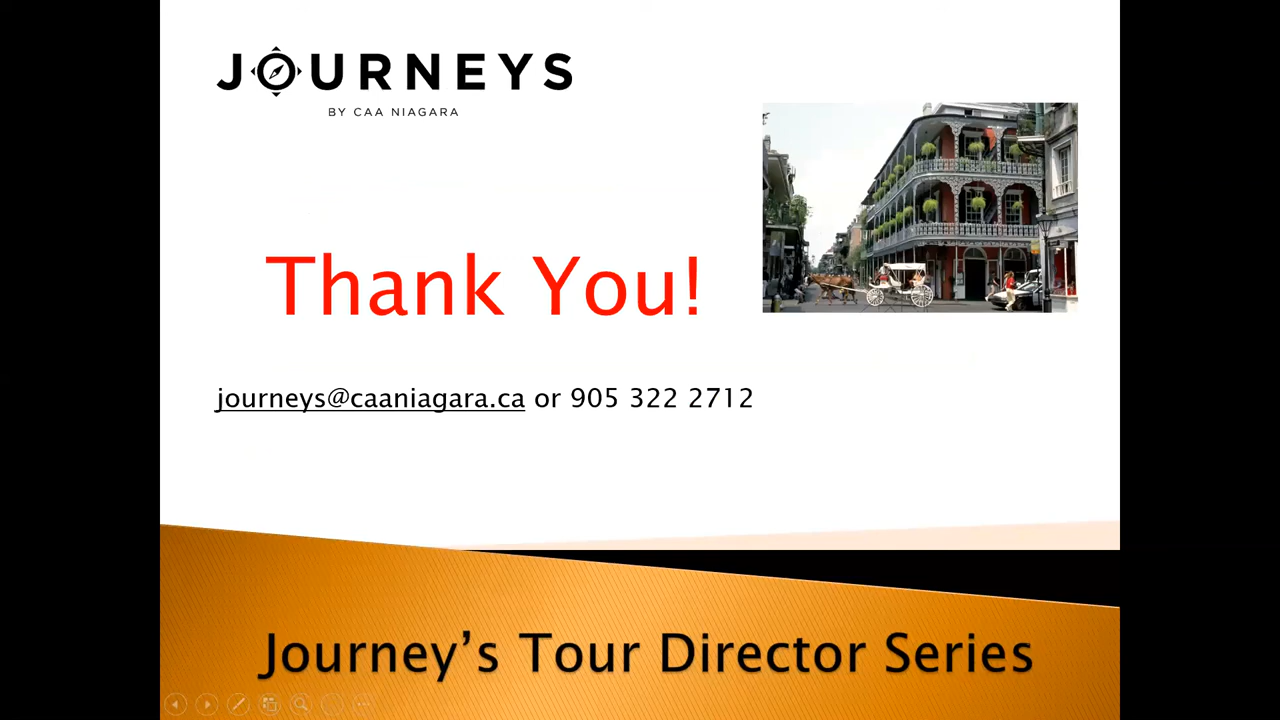 JOURNEYS
BY CAA NIAGARA
Thank You!
journeys@caaniagara.ca or 905 322 2712
Journey’s Tour Director Series